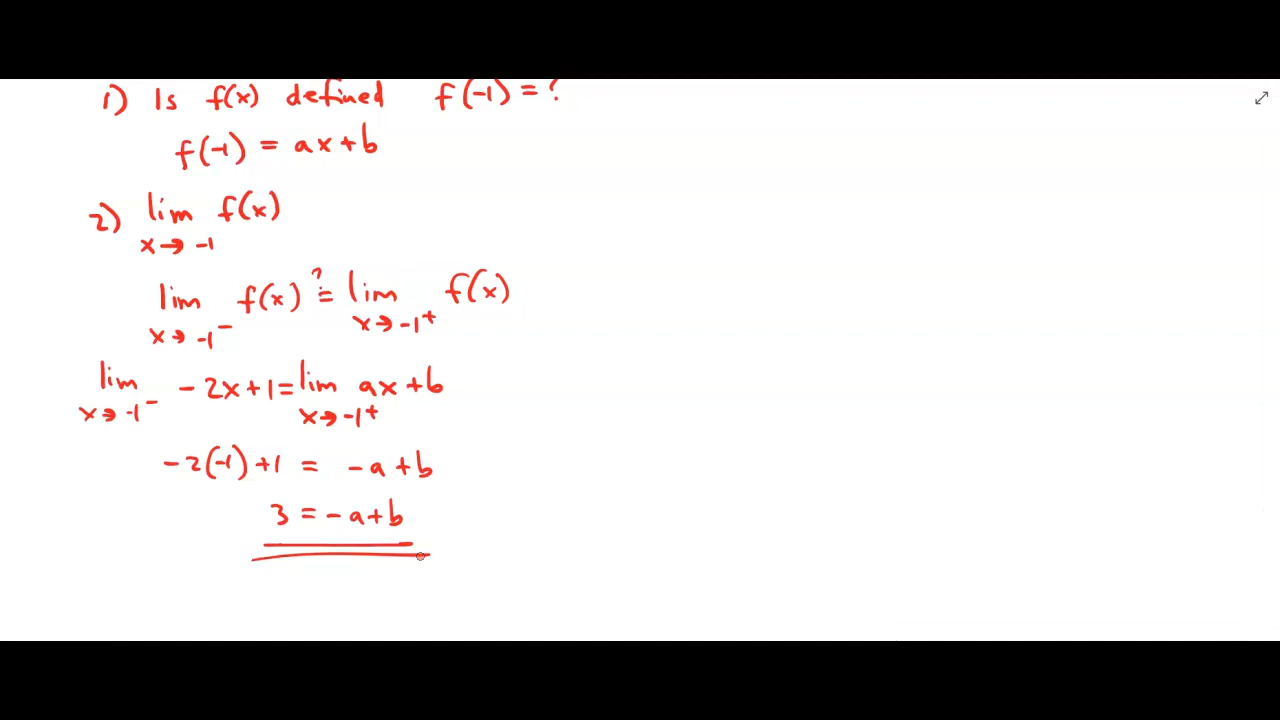 1) Is f(x) defined f(-1) = ?
f(-1) = ax+b
2) lim f(x)
x→ -1
lim f(x) ?= lim f(x)
x→ -1⁻ x→ -1⁺
lim -2x+1 = lim ax+b
x→ -1⁻ x→ -1⁺
-2(-1)+1 = -a+b
3 = -a+b